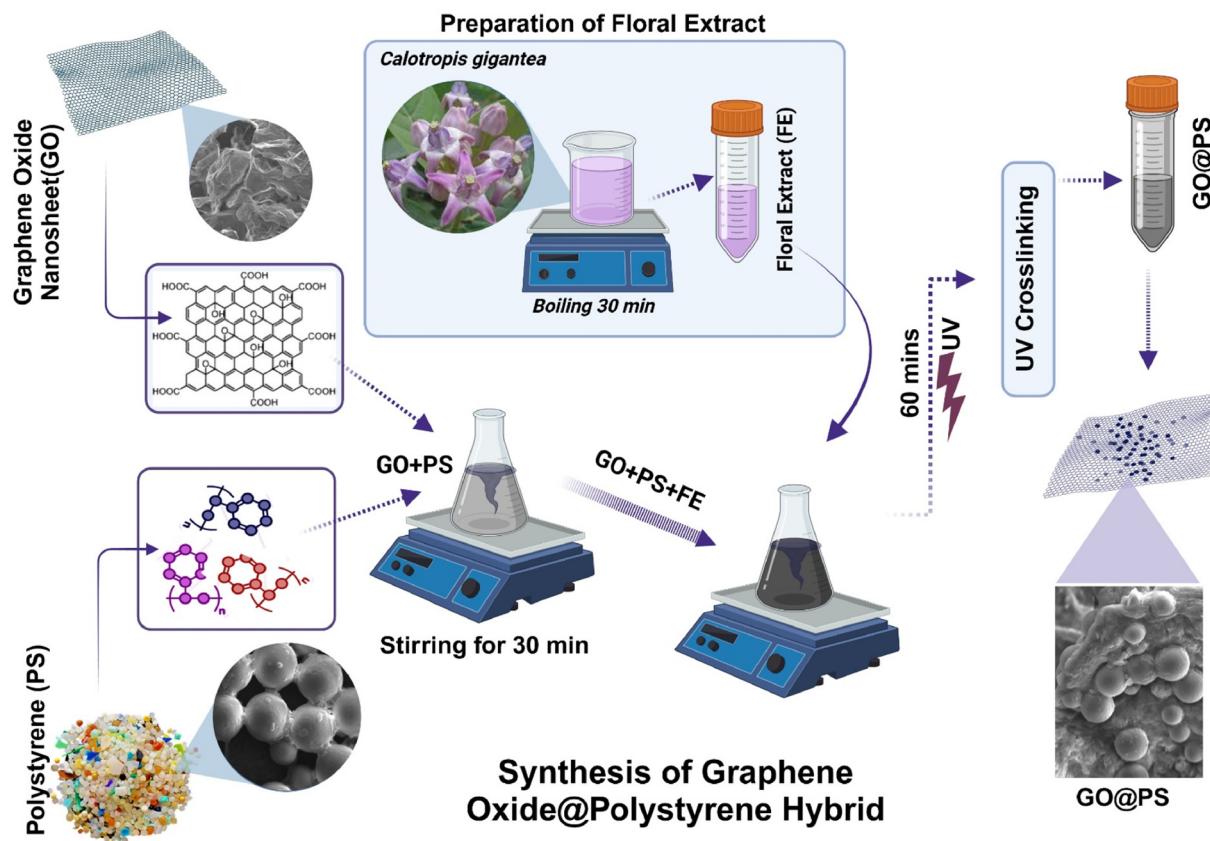 Preparation of Floral Extract
Calotropis gigantea
Boiling 30 min
Floral Extract (FE)
Graphene Oxide
Nanosheet(GO)
COOH
HOOC
COOH
OH
OH
O
HOOC
COOH
O
OH
O
OH
HOOC
COOH
COOH
GO+PS
Stirring for 30 min
n
n
n
Polystyrene (PS)
GO+PS+FE
60 mins
UV
UV Crosslinking
GO@PS
GO@PS
Synthesis of Graphene
Oxide@Polystyrene Hybrid